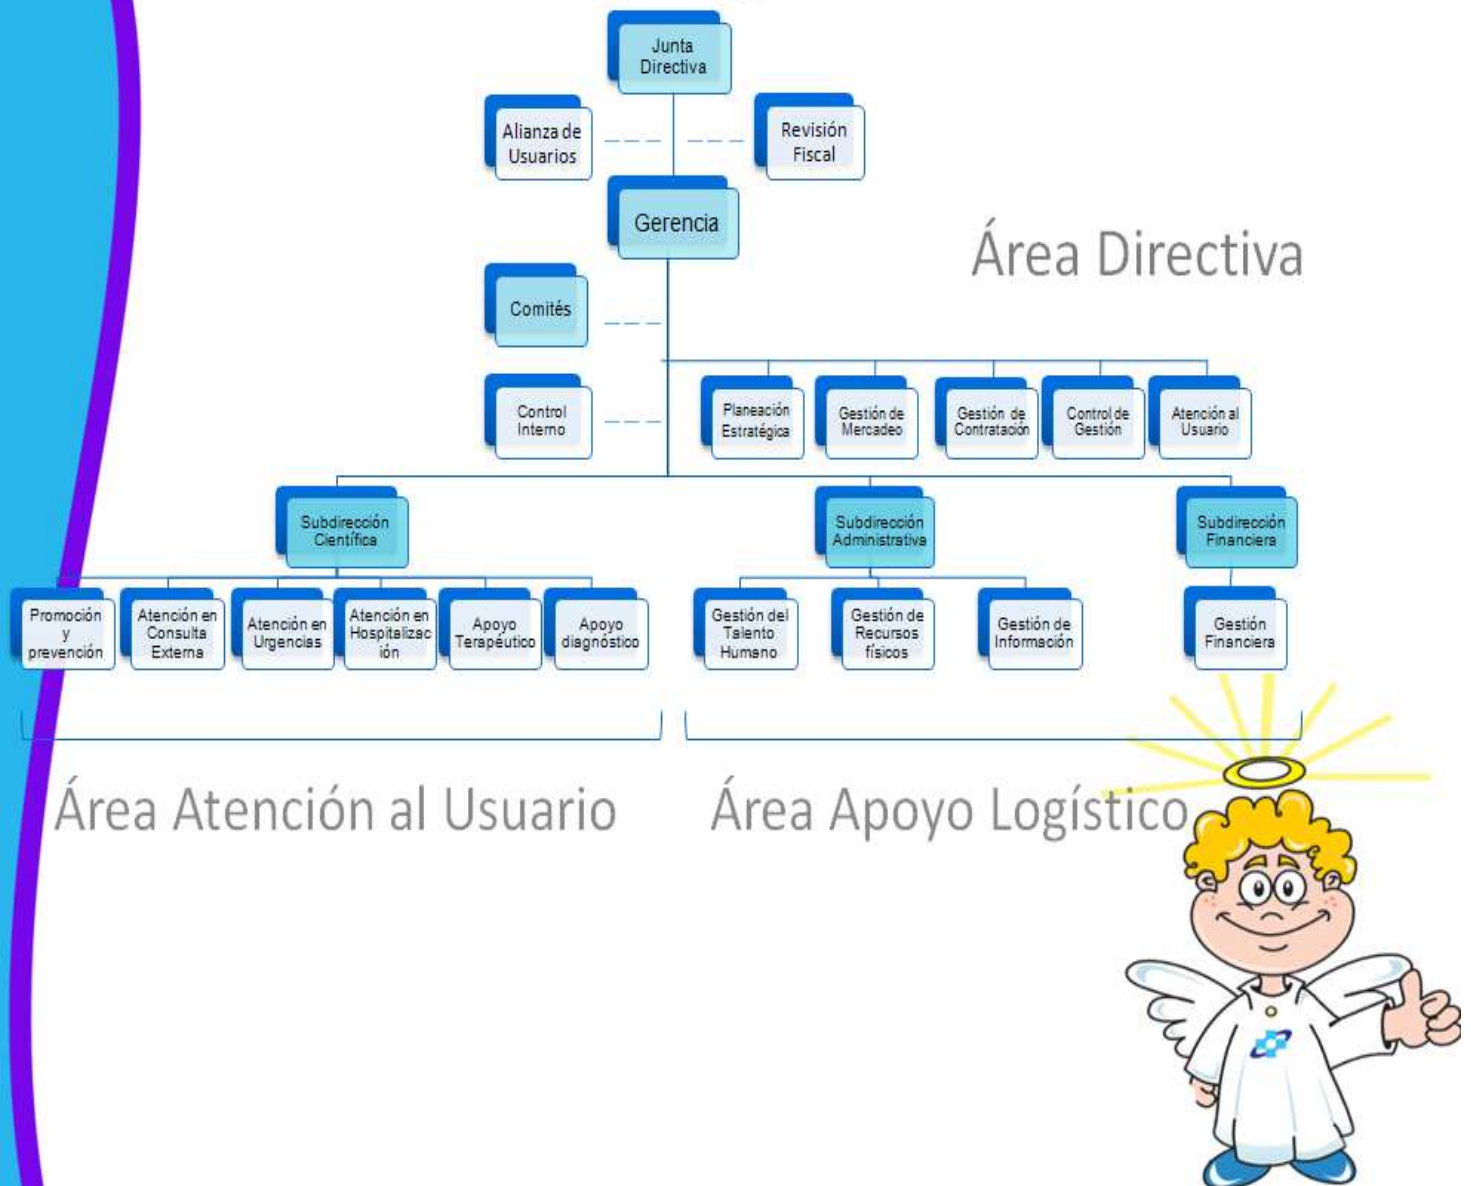 Junta
Directiva
Alianza de
Usuarios
Revisión
Fiscal
Gerencia
Área Directiva
Comités
Control
Interno
Planeación
Estratégica
Gestión de
Mercadeo
Gestión de
Contratación
Control de
Gestión
Atención al
Usuario
Subdirección
Científica
Subdirección
Administrativa
Subdirección
Financiera
Promoción
y
prevención
Atención en
Consulta
Externa
Atención en
Urgencias
Atención en
Hospitalizac
ión
Apoyo
Terapéutico
Apoyo
diagnóstico
Gestión del
Talento
Humano
Gestión de
Recursos
físicos
Gestión de
Información
Gestión
Financiera
Área Atención al Usuario
Área Apoyo Logístico